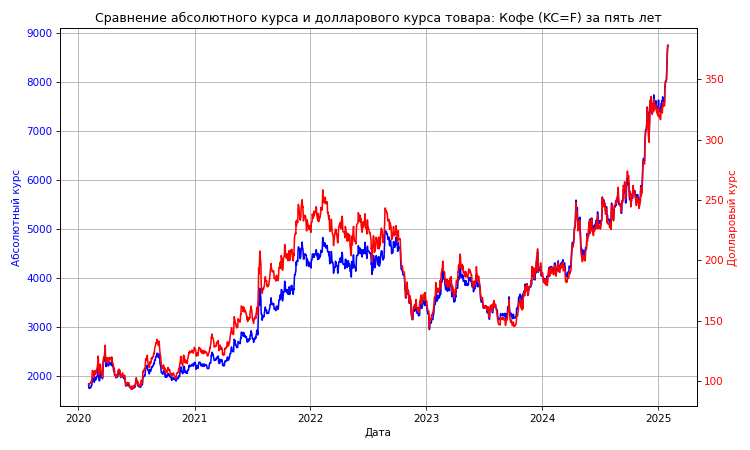 Сравнение абсолютного курса и долларового курса товара: Кофе (KC=F) за пять лет
9000
8000
7000
6000
5000
4000
3000
2000
Абсолютный курс
350
300
250
200
150
100
Долларовый курс
2020 2021 2022 2023 2024 2025
Дата